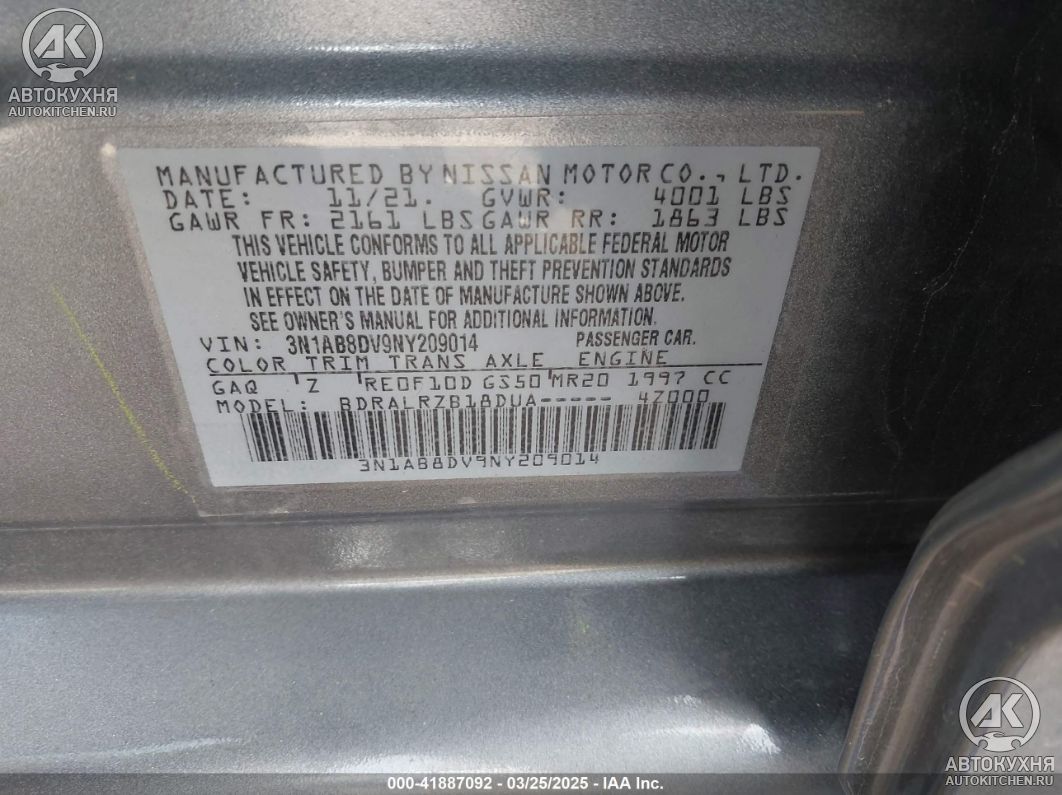 АВТОКУХНЯ
AUTOKITCHEN.RU
MANUFACTURED BY NISSAN MOTOR CO., LTD.
DATE: 11/21. GVWR: 4001 LBS
GAWR FR: 2161 LBS GAWR RR: 1863 LBS
THIS VEHICLE CONFORMS TO ALL APPLICABLE FEDERAL MOTOR
VEHICLE SAFETY, BUMPER AND THEFT PREVENTION STANDARDS
IN EFFECT ON THE DATE OF MANUFACTURE SHOWN ABOVE.
SEE OWNER'S MANUAL FOR ADDITIONAL INFORMATION.
VIN: 3N1AB8DV9NY209014 PASSENGER CAR.
COLOR TRIM TRANS AXLE ENGINE
GAQ Z RE0F10D GS50 MR20 1997 CC
MODEL: BDRALRZB18DUA----- 4Z000
3N1AB8DV9NY209014
АК
АВТОКУХНЯ
AUTOKITCHEN.RU
000-41887092 — 03/25/2025 — IAA Inc.